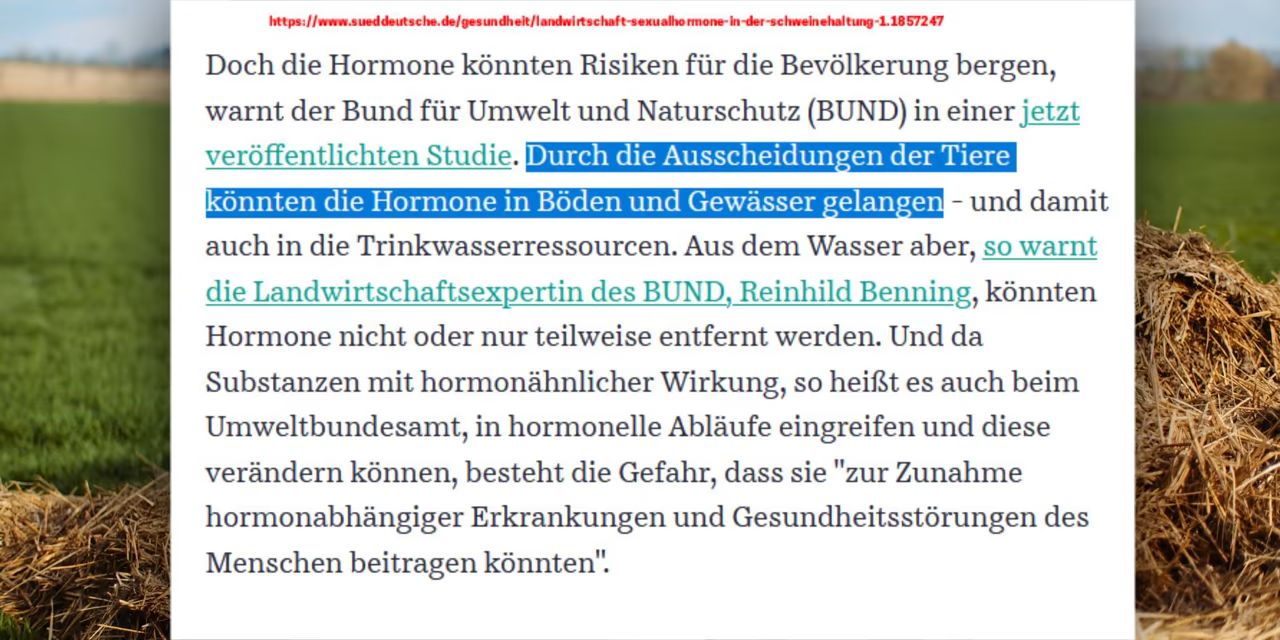 https://www.sueddeutsche.de/gesundheit/landwirtschaft-sexualhormone-in-der-schweinehaltung-1.1857247
Doch die Hormone könnten Risiken für die Bevölkerung bergen,
warnt der Bund für Umwelt und Naturschutz (BUND) in einer jetzt
veröffentlichten Studie. Durch die Ausscheidungen der Tiere
könnten die Hormone in Böden und Gewässer gelangen - und damit
auch in die Trinkwasserressourcen. Aus dem Wasser aber, so warnt
die Landwirtschaftsexpertin des BUND, Reinhild Benning, könnten
Hormone nicht oder nur teilweise entfernt werden. Und da
Substanzen mit hormonähnlicher Wirkung, so heißt es auch beim
Umweltbundesamt, in hormonelle Abläufe eingreifen und diese
verändern können, besteht die Gefahr, dass sie "zur Zunahme
hormonabhängiger Erkrankungen und Gesundheitsstörungen des
Menschen beitragen könnten".